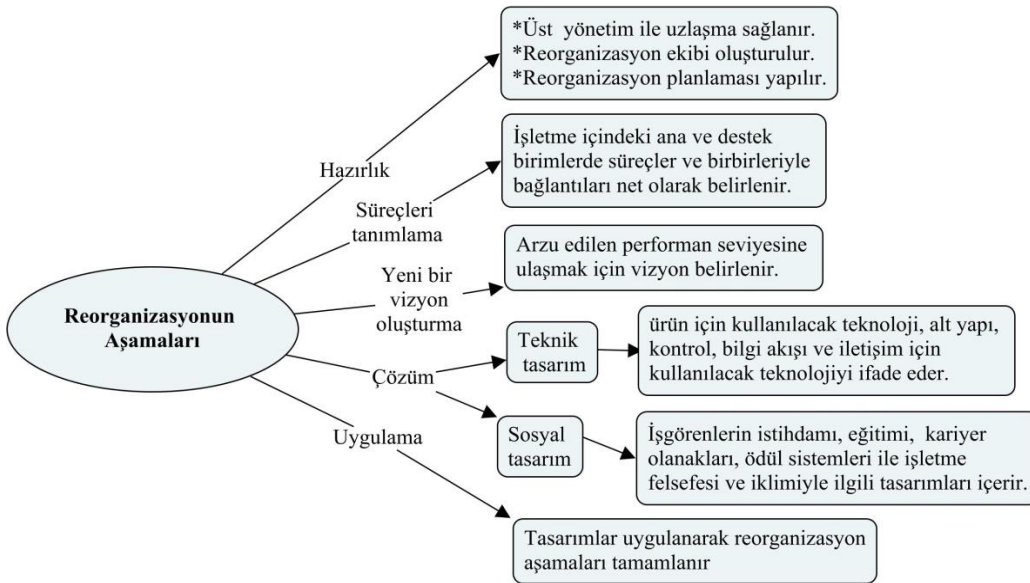 Reorganizasyonun
Aşamaları
Hazırlık
*Üst yönetim ile uzlaşma sağlanır.
*Reorganizasyon ekibi oluşturulur.
*Reorganizasyon planlaması yapılır.
Süreçleri
tanımlama
İşletme içindeki ana ve destek
birimlerde süreçler ve birbirleriyle
bağlantıları net olarak belirlenir.
Yeni bir
vizyon
oluşturma
Arzu edilen performan seviyesine
ulaşmak için vizyon belirlenir.
Çözüm
Teknik
tasarım
ürün için kullanılacak teknoloji, alt yapı,
kontrol, bilgi akışı ve iletişim için
kullanılacak teknolojiyi ifade eder.
Sosyal
tasarım
İşgörenlerin istihdamı, eğitimi, kariyer
olanakları, ödül sistemleri ile işletme
felsefesi ve iklimiyle ilgili tasarımları içerir.
Uygulama
Tasarımlar uygulanarak reorganizasyon
aşamaları tamamlanır